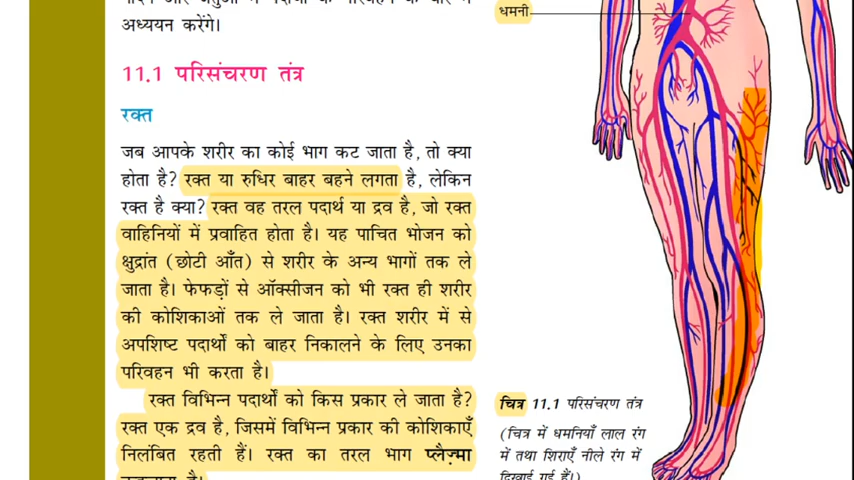 अध्ययन करेंगे।
11.1 परिसंचरण तंत्र
रक्त
जब आपके शरीर का कोई भाग कट जाता है, तो क्या
होता है? रक्त या रुधिर बाहर बहने लगता है, लेकिन
रक्त है क्या? रक्त वह तरल पदार्थ या द्रव है, जो रक्त
वाहिनियों में प्रवाहित होता है। यह पाचित भोजन को
क्षुद्रांत (छोटी आँत) से शरीर के अन्य भागों तक ले
जाता है। फेफड़ों से ऑक्सीजन को भी रक्त ही शरीर
की कोशिकाओं तक ले जाता है। रक्त शरीर में से
अपशिष्ट पदार्थों को बाहर निकालने के लिए उनका
परिवहन भी करता है।
रक्त विभिन्न पदार्थों को किस प्रकार ले जाता है?
रक्त एक द्रव है, जिसमें विभिन्न प्रकार की कोशिकाएँ
निलंबित रहती हैं। रक्त का तरल भाग प्लैज़्मा
धमनी
चित्र 11.1 परिसंचरण तंत्र
(चित्र में धमनियाँ लाल रंग
में तथा शिराएँ नीले रंग में
दिखाई गई हैं।)